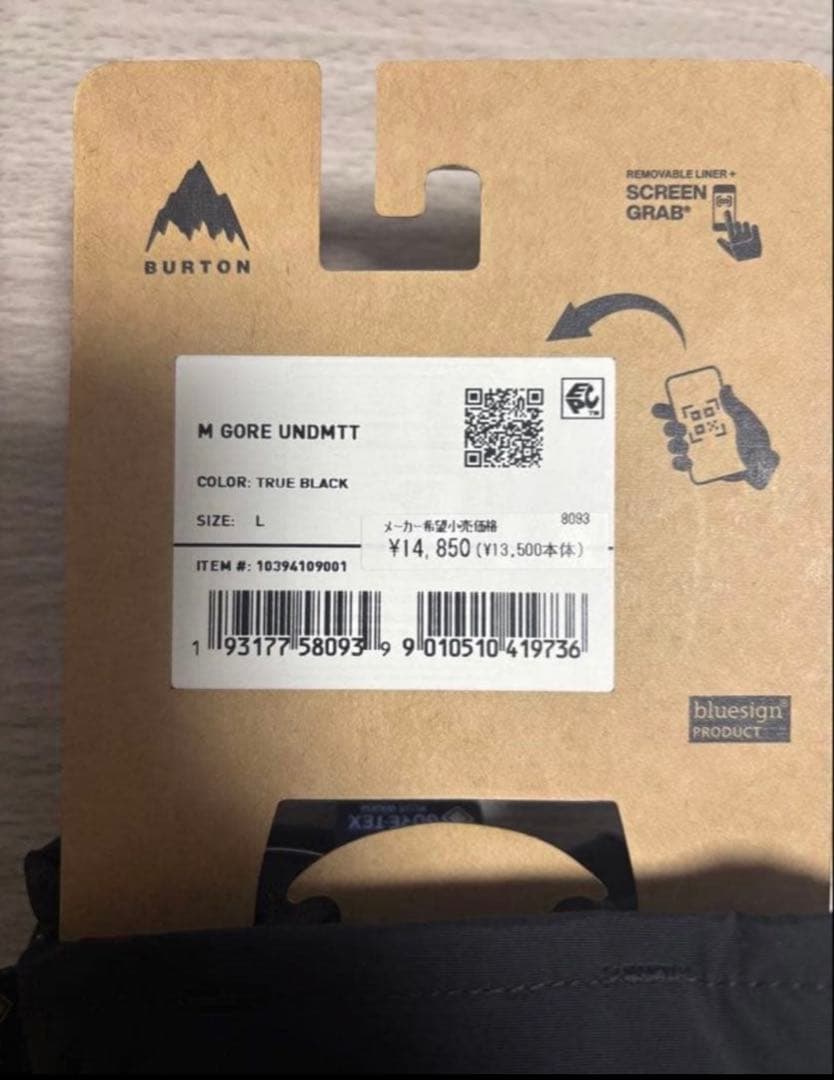 BURTON
REMOVABLE LINER +
SCREEN
GRAB®
M GORE UNDMTT
COLOR: TRUE BLACK
SIZE: L
メーカー希望小売価格 8093
¥14,850(¥13,500本体)
ITEM #: 10394109001
1 93177 58093 9 9 010510 419736
bluesign®
PRODUCT
GORE-TEX